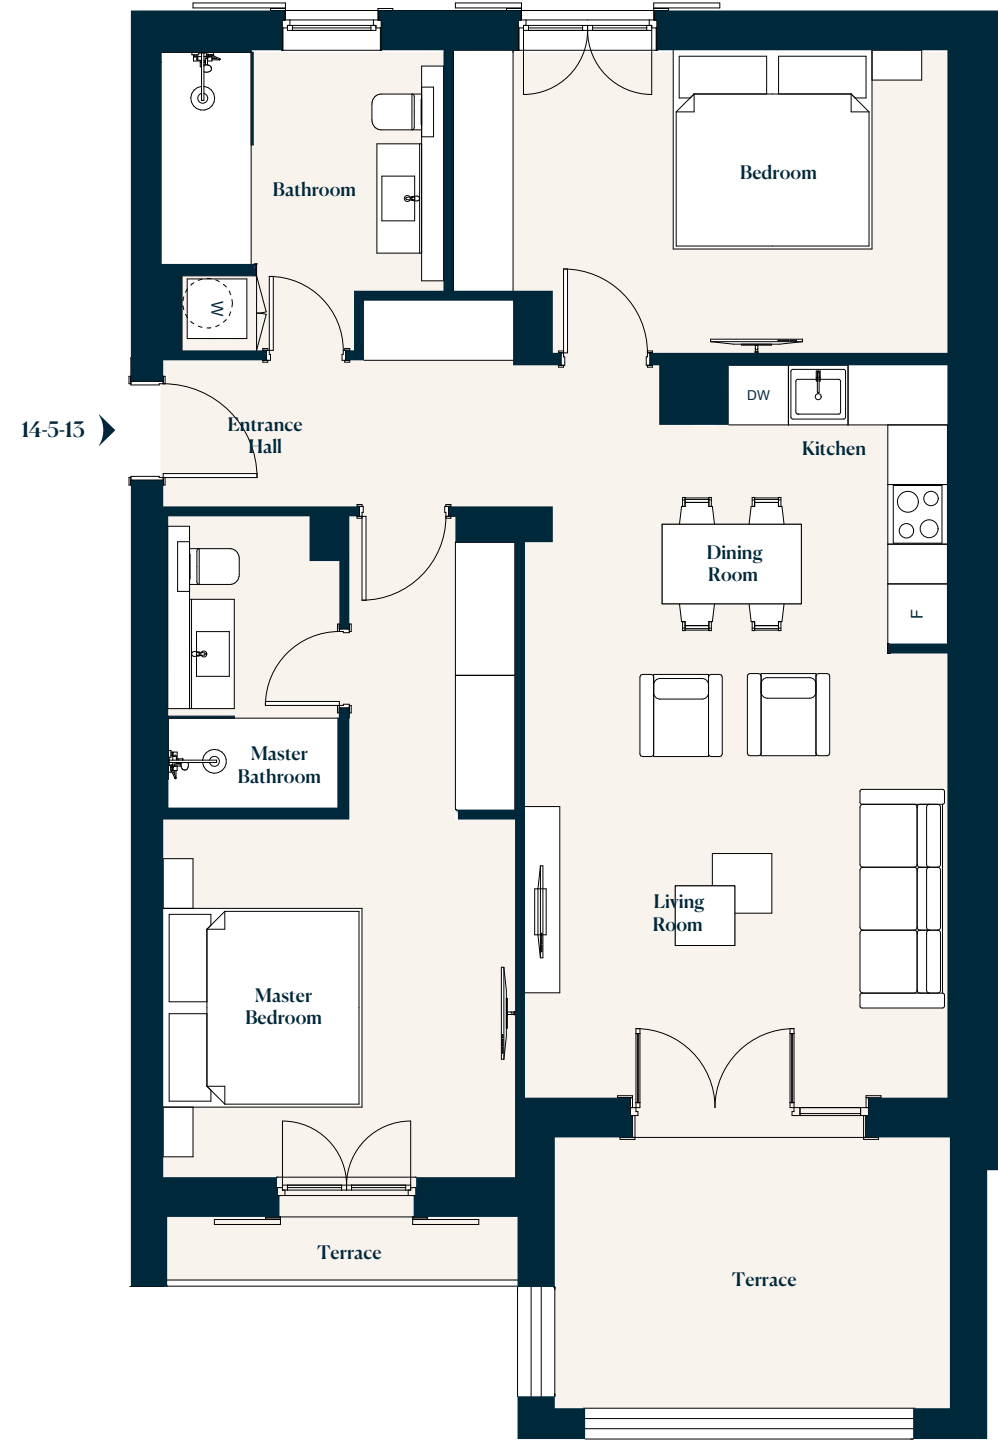 Bathroom
Bedroom
W
14-5-13
Entrance
Hall
DW
Kitchen
Dining
Room
F
Master
Bathroom
Living
Room
Master
Bedroom
Terrace
Terrace